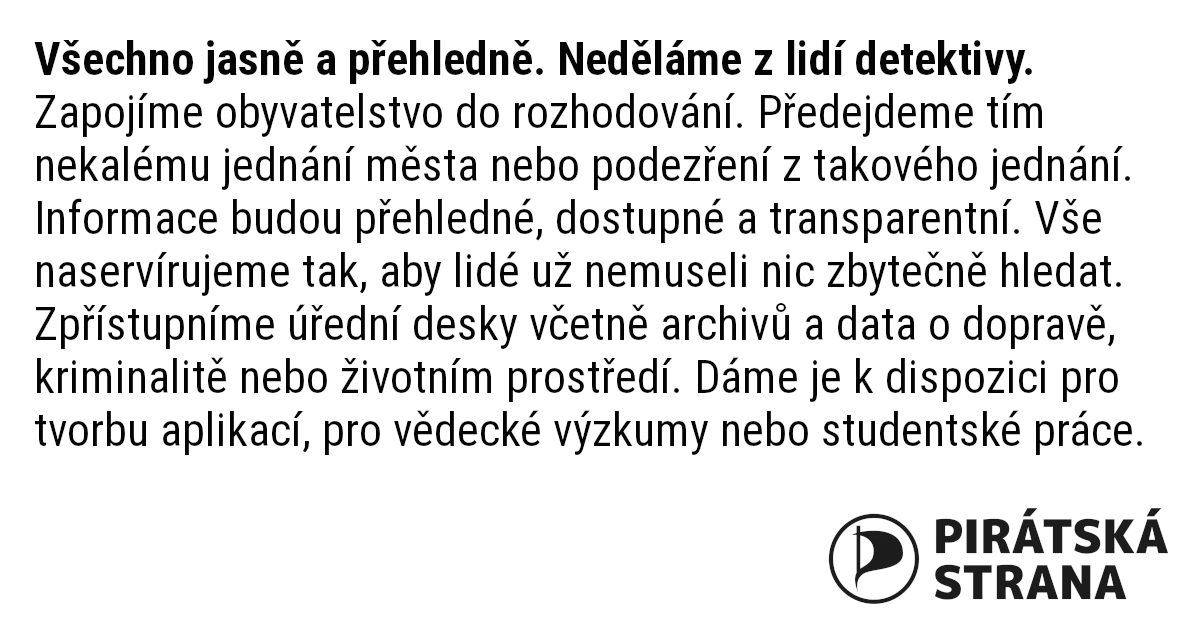 Všechno jasně a přehledně. Neděláme z lidí detektivy.
Zapojíme obyvatelstvo do rozhodování. Předejdeme tím
nekalému jednání města nebo podezření z takového jednání.
Informace budou přehledné, dostupné a transparentní. Vše
naservírujeme tak, aby lidé už nemuseli nic zbytečně hledat.
Zpřístupníme úřední desky včetně archivů a data o dopravě,
kriminalitě nebo životním prostředí. Dáme je k dispozici pro
tvorbu aplikací, pro vědecké výzkumy nebo studentské práce.
PIRÁTSKÁ
STRANA